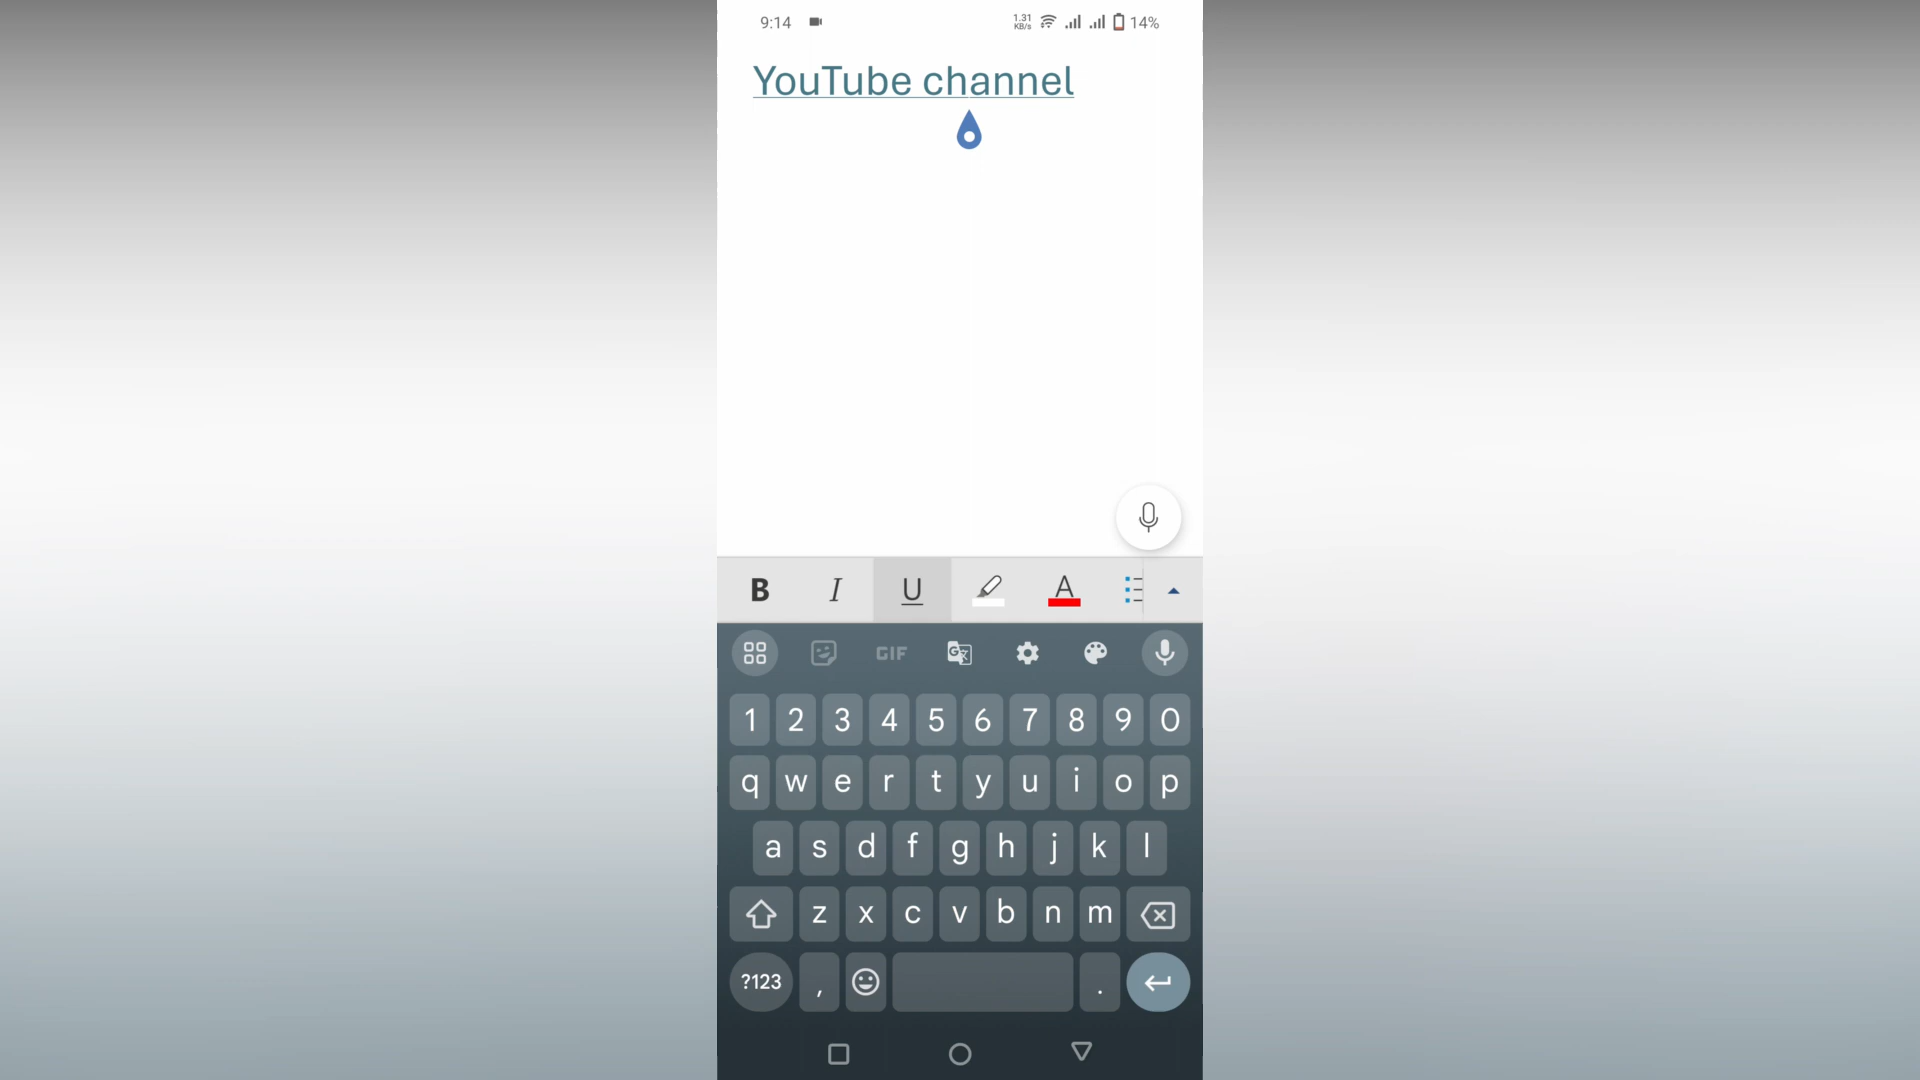 9:14 1.31 KB/s 14%
YouTube channel
B I U A
GIF G
1 2 3 4 5 6 7 8 9 0
q w e r t y u i o p
a s d f g h j k l
z x c v b n m
?123 , .